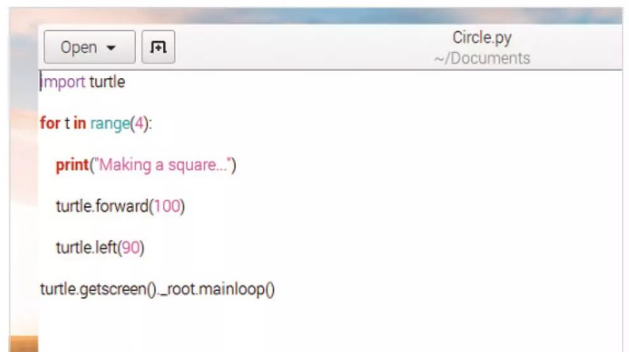 Open
Circle.py
~/Documents
import turtle
for t in range(4):
print("Making a square...")
turtle.forward(100)
turtle.left(90)
turtle.getscreen()._root.mainloop()